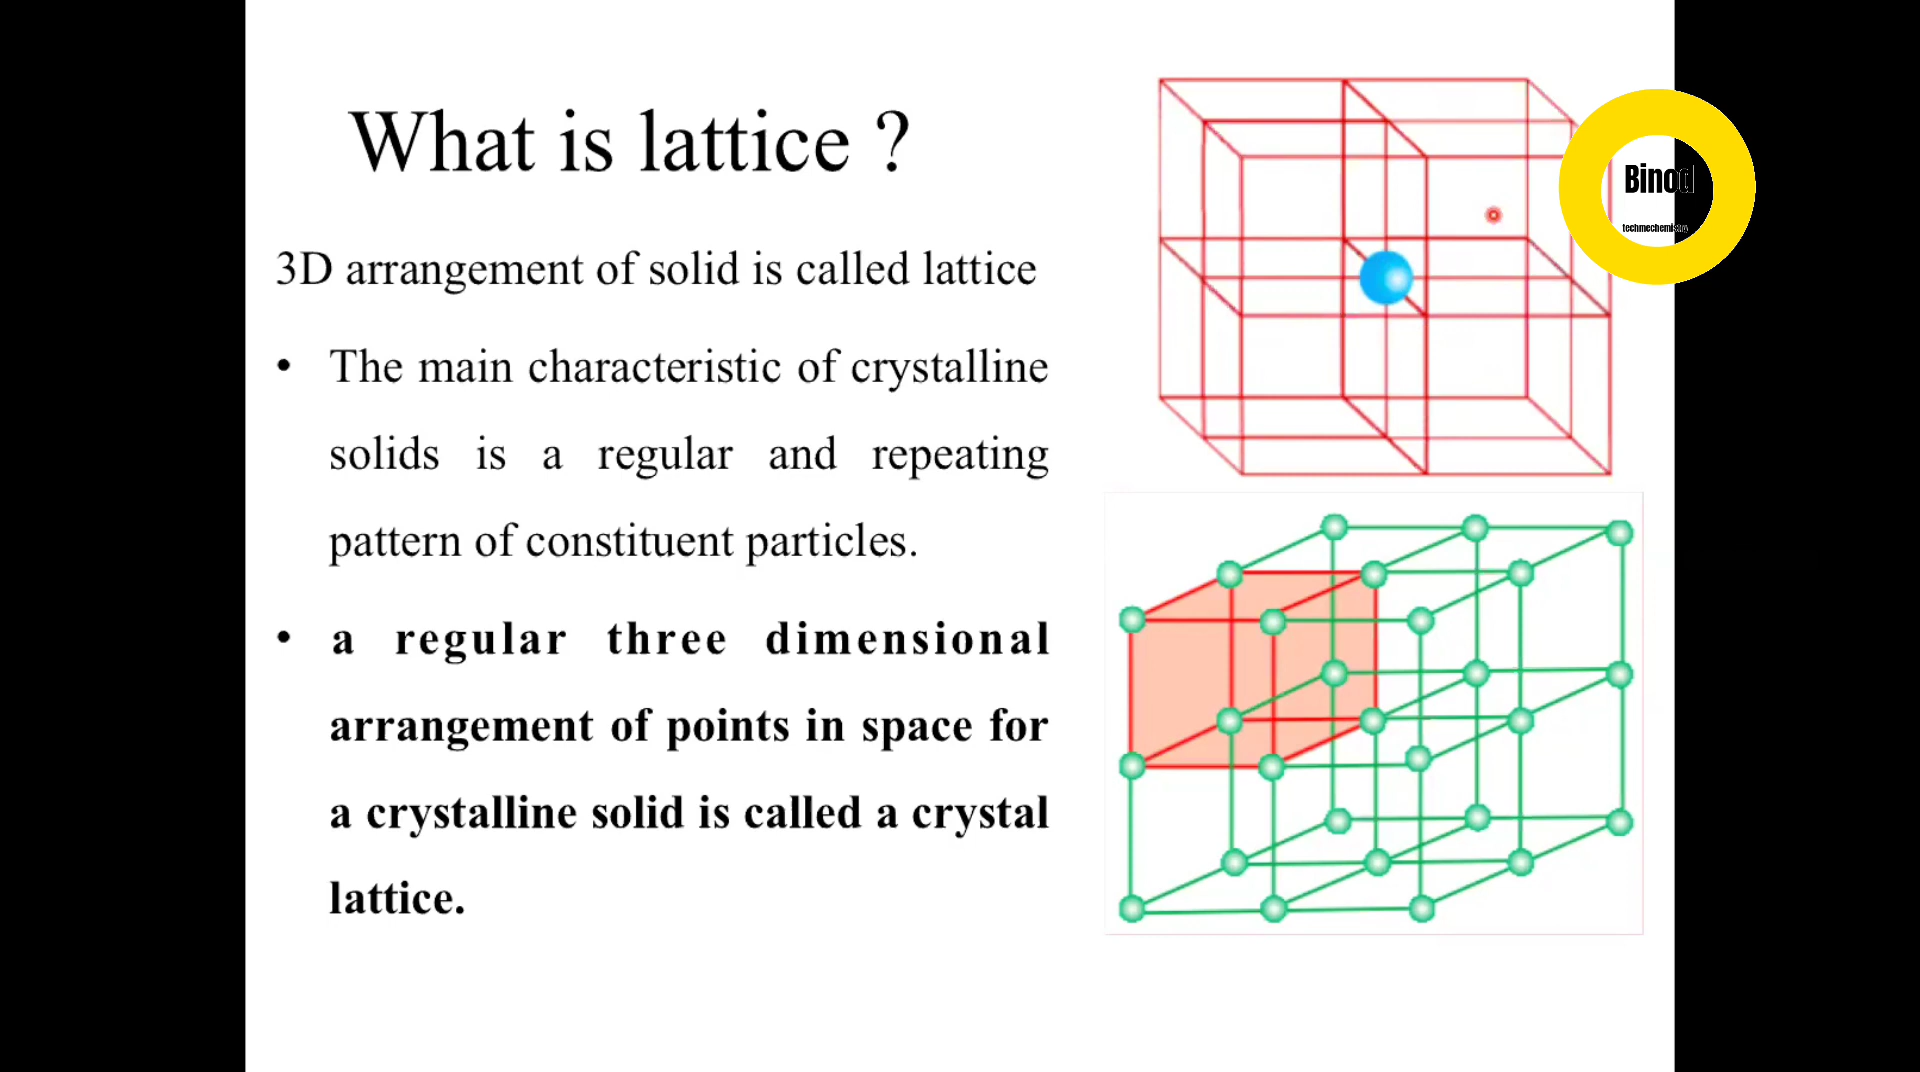 What is lattice ?
3D arrangement of solid is called lattice
• The main characteristic of crystalline
solids is a regular and repeating
pattern of constituent particles.
• a regular three dimensional
arrangement of points in space for
a crystalline solid is called a crystal
lattice.
Binod
techmechemistry